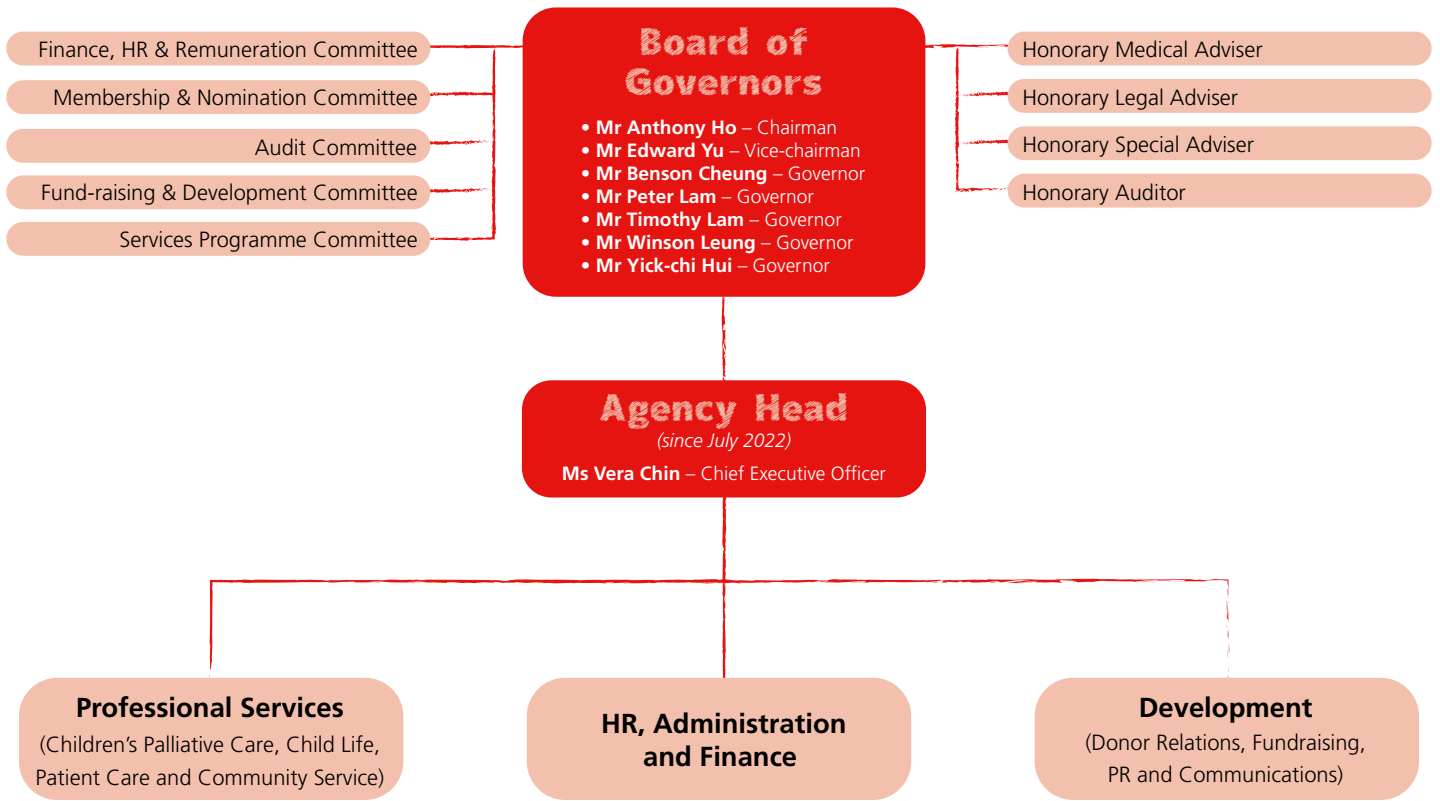 Finance, HR & Remuneration Committee
Membership & Nomination Committee
Audit Committee
Fund-raising & Development Committee
Services Programme Committee
Board of
Governors
• Mr Anthony Ho – Chairman
• Mr Edward Yu – Vice-chairman
• Mr Benson Cheung – Governor
• Mr Peter Lam – Governor
• Mr Timothy Lam – Governor
• Mr Winson Leung – Governor
• Mr Yick-chi Hui – Governor
Honorary Medical Adviser
Honorary Legal Adviser
Honorary Special Adviser
Honorary Auditor
Agency Head
(since July 2022)
Ms Vera Chin – Chief Executive Officer
Professional Services
(Children’s Palliative Care, Child Life,
Patient Care and Community Service)
HR, Administration
and Finance
Development
(Donor Relations, Fundraising,
PR and Communications)